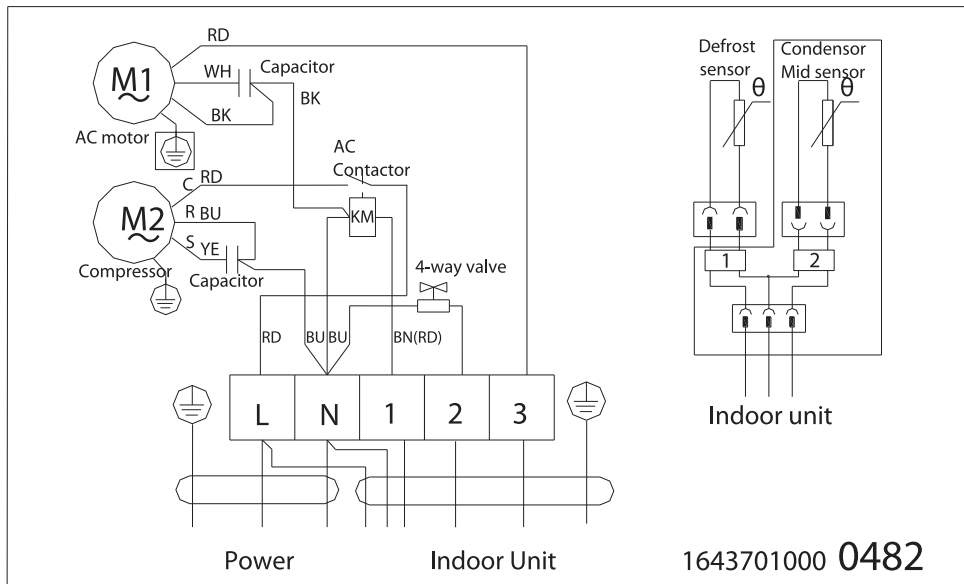 RD
M1
WH
Capacitor
BK
BK
AC motor
AC
Contactor
C RD
M2
R BU
KM
S YE
Compressor
Capacitor
4-way valve
RD
BU BU
BN(RD)
L N 1 2 3
Power
Indoor Unit
Defrost
sensor
Condensor
Mid sensor
θ
θ
1
2
Indoor unit
1643701000 0482